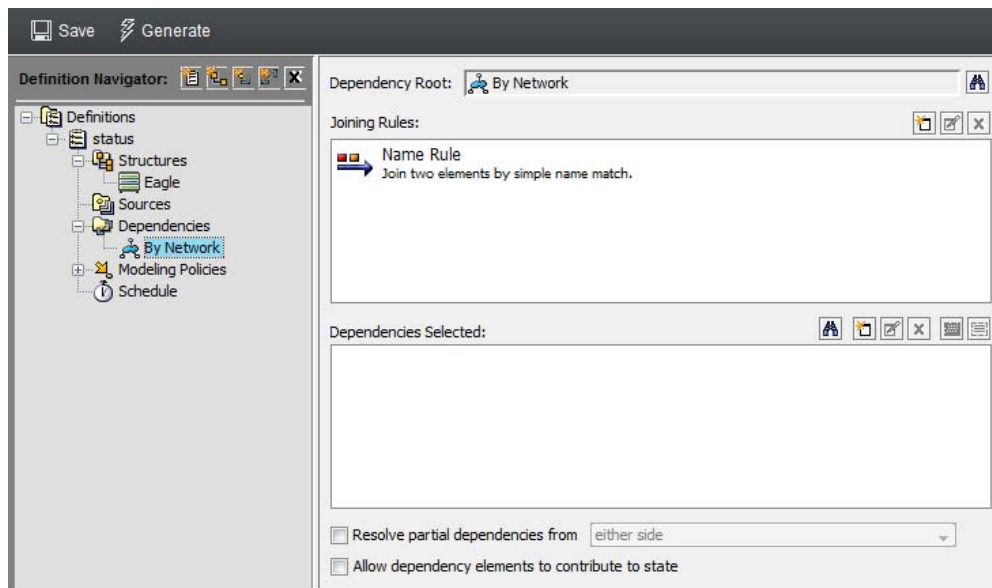 Save Generate
Definition Navigator:
Definitions
status
Structures
Eagle
Sources
Dependencies
By Network
Modeling Policies
Schedule
Dependency Root: By Network
Joining Rules:
Name Rule
Join two elements by simple name match.
Dependencies Selected:
Resolve partial dependencies from either side
Allow dependency elements to contribute to state